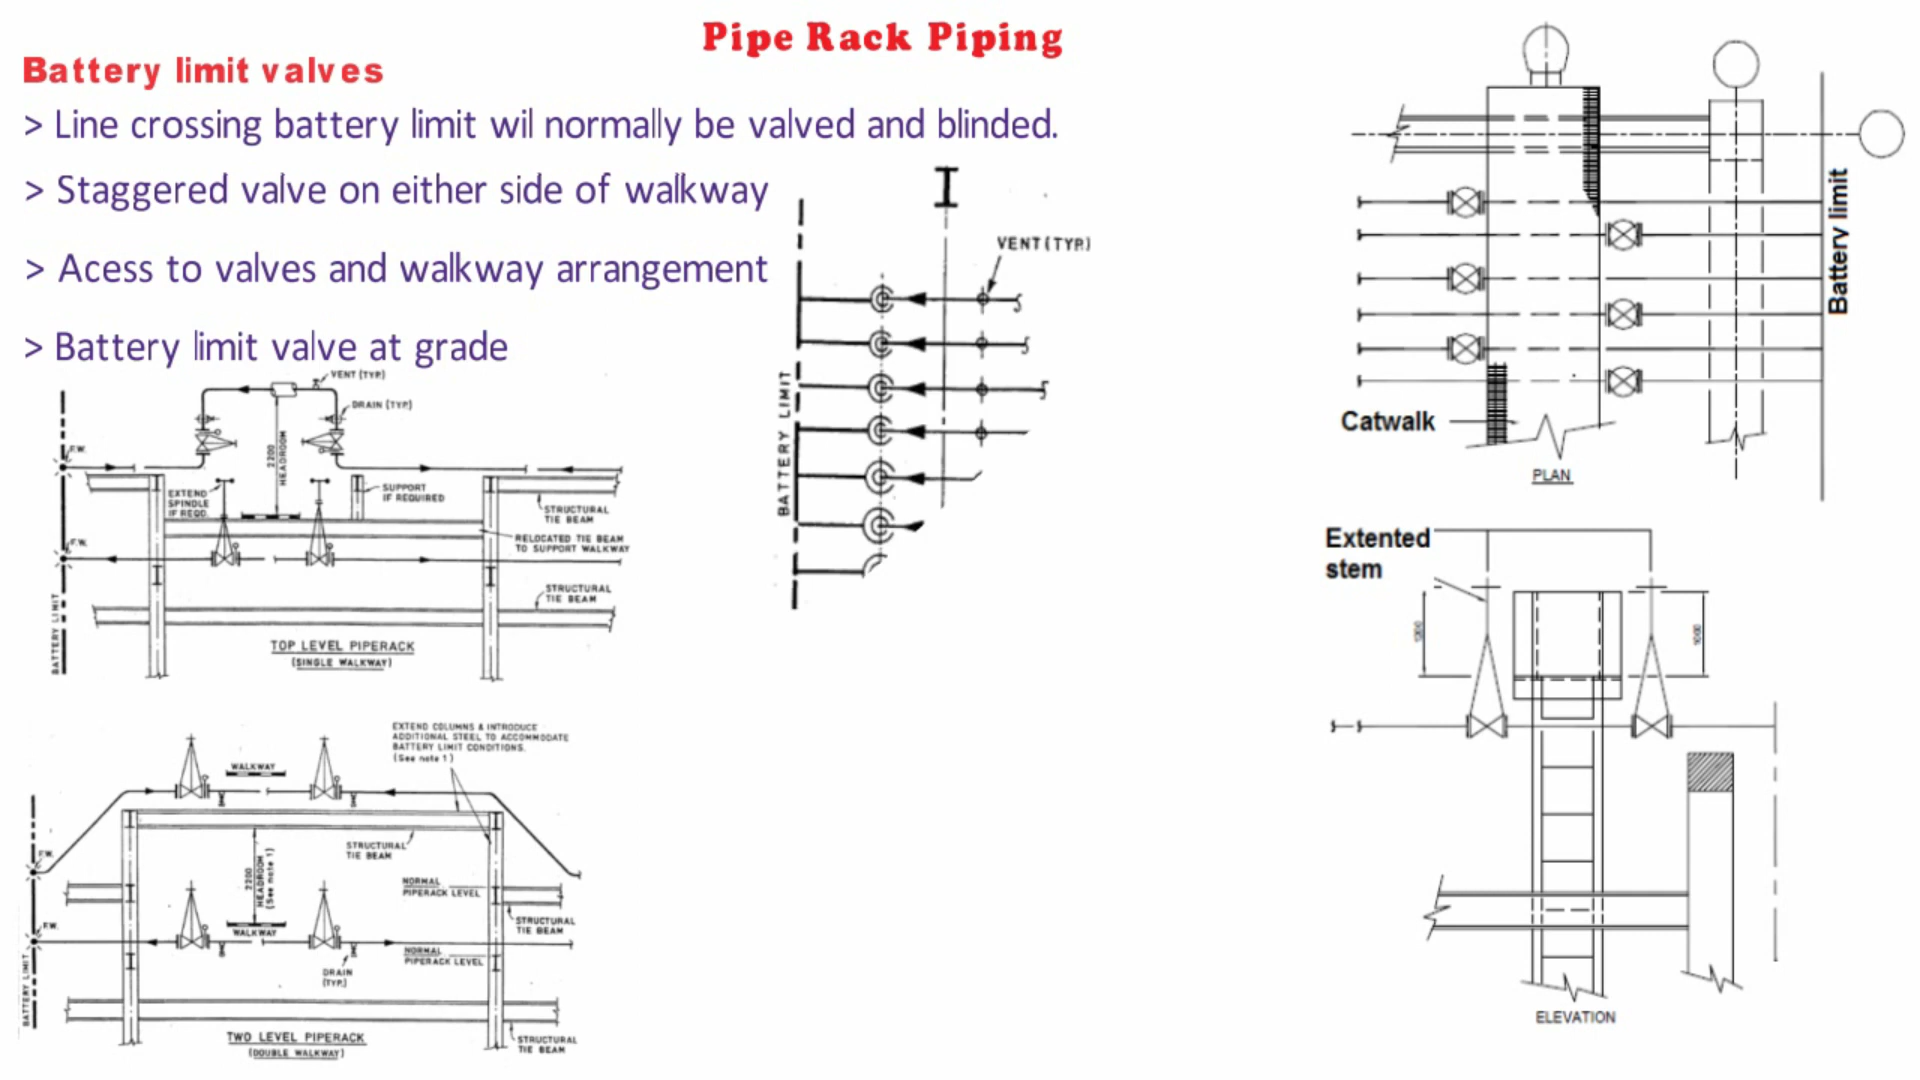 Pipe Rack Piping
Battery limit valves
> Line crossing battery limit wil normally be valved and blinded.
> Staggered valve on either side of walkway
> Acess to valves and walkway arrangement
> Battery limit valve at grade
VENT (TYP.)
DRAIN (TYP.)
F.W.
2200
HEADROOM
EXTEND
SPINDLE
IF REQD.
SUPPORT
IF REQUIRED
STRUCTURAL
TIE BEAM
F.W.
RELOCATED TIE BEAM
TO SUPPORT WALKWAY
STRUCTURAL
TIE BEAM
BATTERY LIMIT
TOP LEVEL PIPERACK
(SINGLE WALKWAY)
EXTEND COLUMNS & INTRODUCE
ADDITIONAL STEEL TO ACCOMMODATE
BATTERY LIMIT CONDITIONS.
(See note 1)
WALKWAY
STRUCTURAL
TIE BEAM
F.W.
2200
HEADROOM
(See note 1)
NORMAL
PIPERACK LEVEL
STRUCTURAL
TIE BEAM
F.W.
WALKWAY
NORMAL
PIPERACK LEVEL
DRAIN
(TYP.)
BATTERY LIMIT
TWO LEVEL PIPERACK
(DOUBLE WALKWAY)
STRUCTURAL
TIE BEAM
VENT (TYP.)
BATTERY LIMIT
Battery limit
Catwalk
PLAN
Extented
stem
1200
1000
ELEVATION